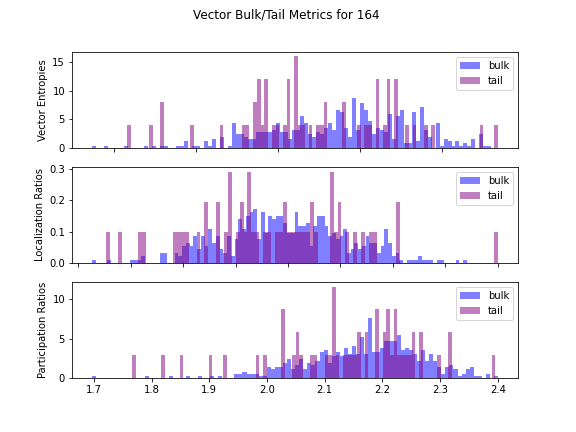 Vector Bulk/Tail Metrics for 164
Vector Entropies
15
10
5
0
bulk
tail
Localization Ratios
0.3
0.2
0.1
0.0
bulk
tail
Participation Ratios
10
5
0
bulk
tail
1.7 1.8 1.9 2.0 2.1 2.2 2.3 2.4